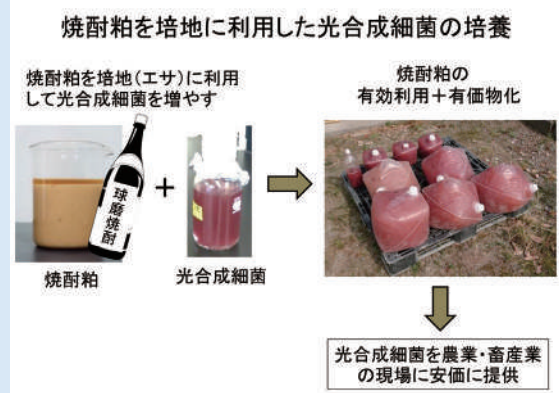 焼酎粕を培地に利用した光合成細菌の培養
焼酎粕を培地(エサ)に利用
して光合成細菌を増やす
球磨焼酎
焼酎粕
光合成細菌
焼酎粕の
有効利用＋有価物化
光合成細菌を農業・畜産業
の現場に安価に提供